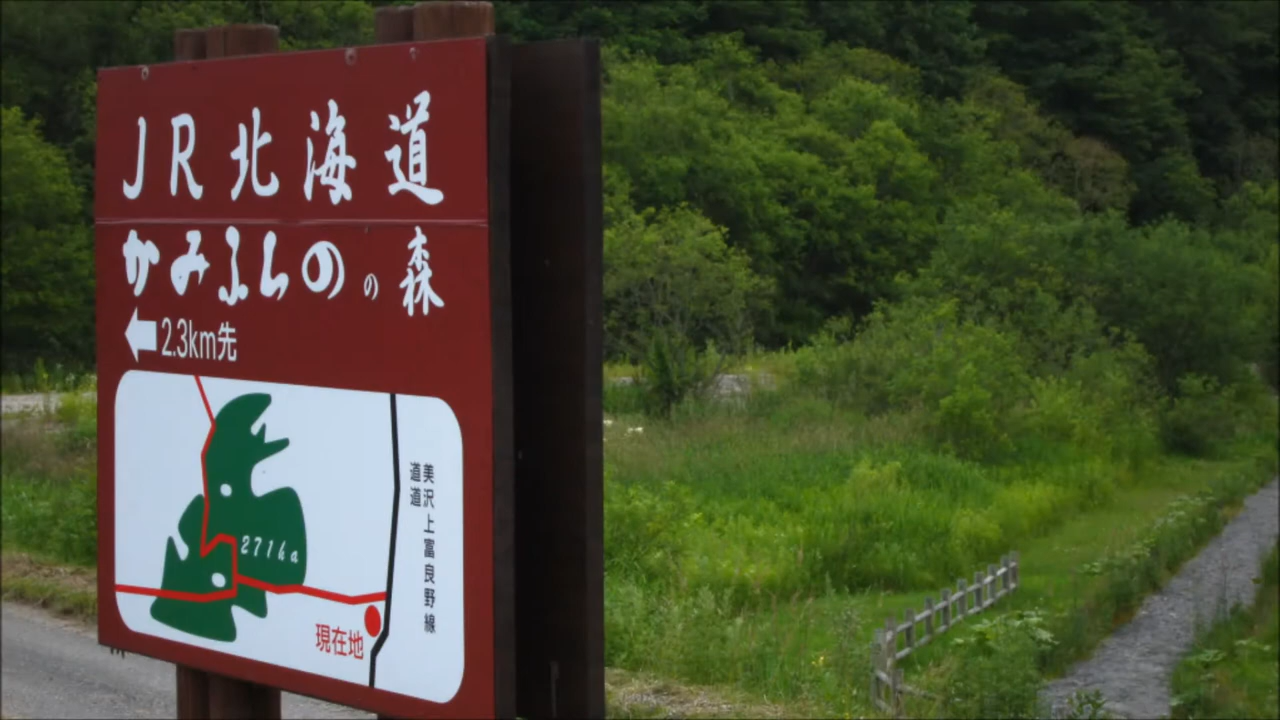 JR北海道
かみふらのの森
2.3km先
271ha
道道
美沢上富良野線
現在地